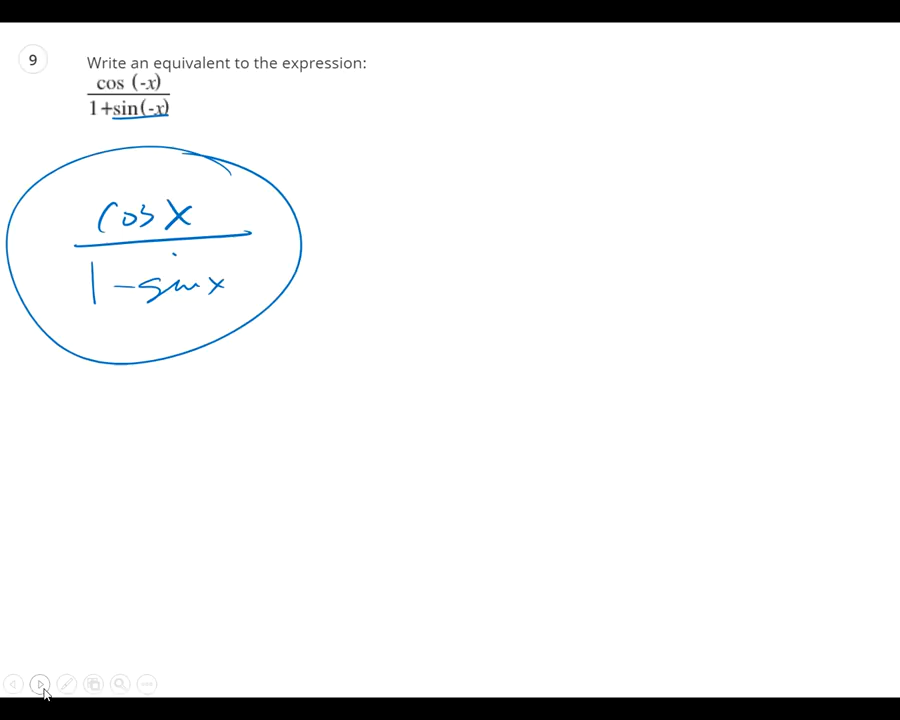 9
Write an equivalent to the expression:
cos (-x)
1+sin(-x)
cos x
1 - sin x